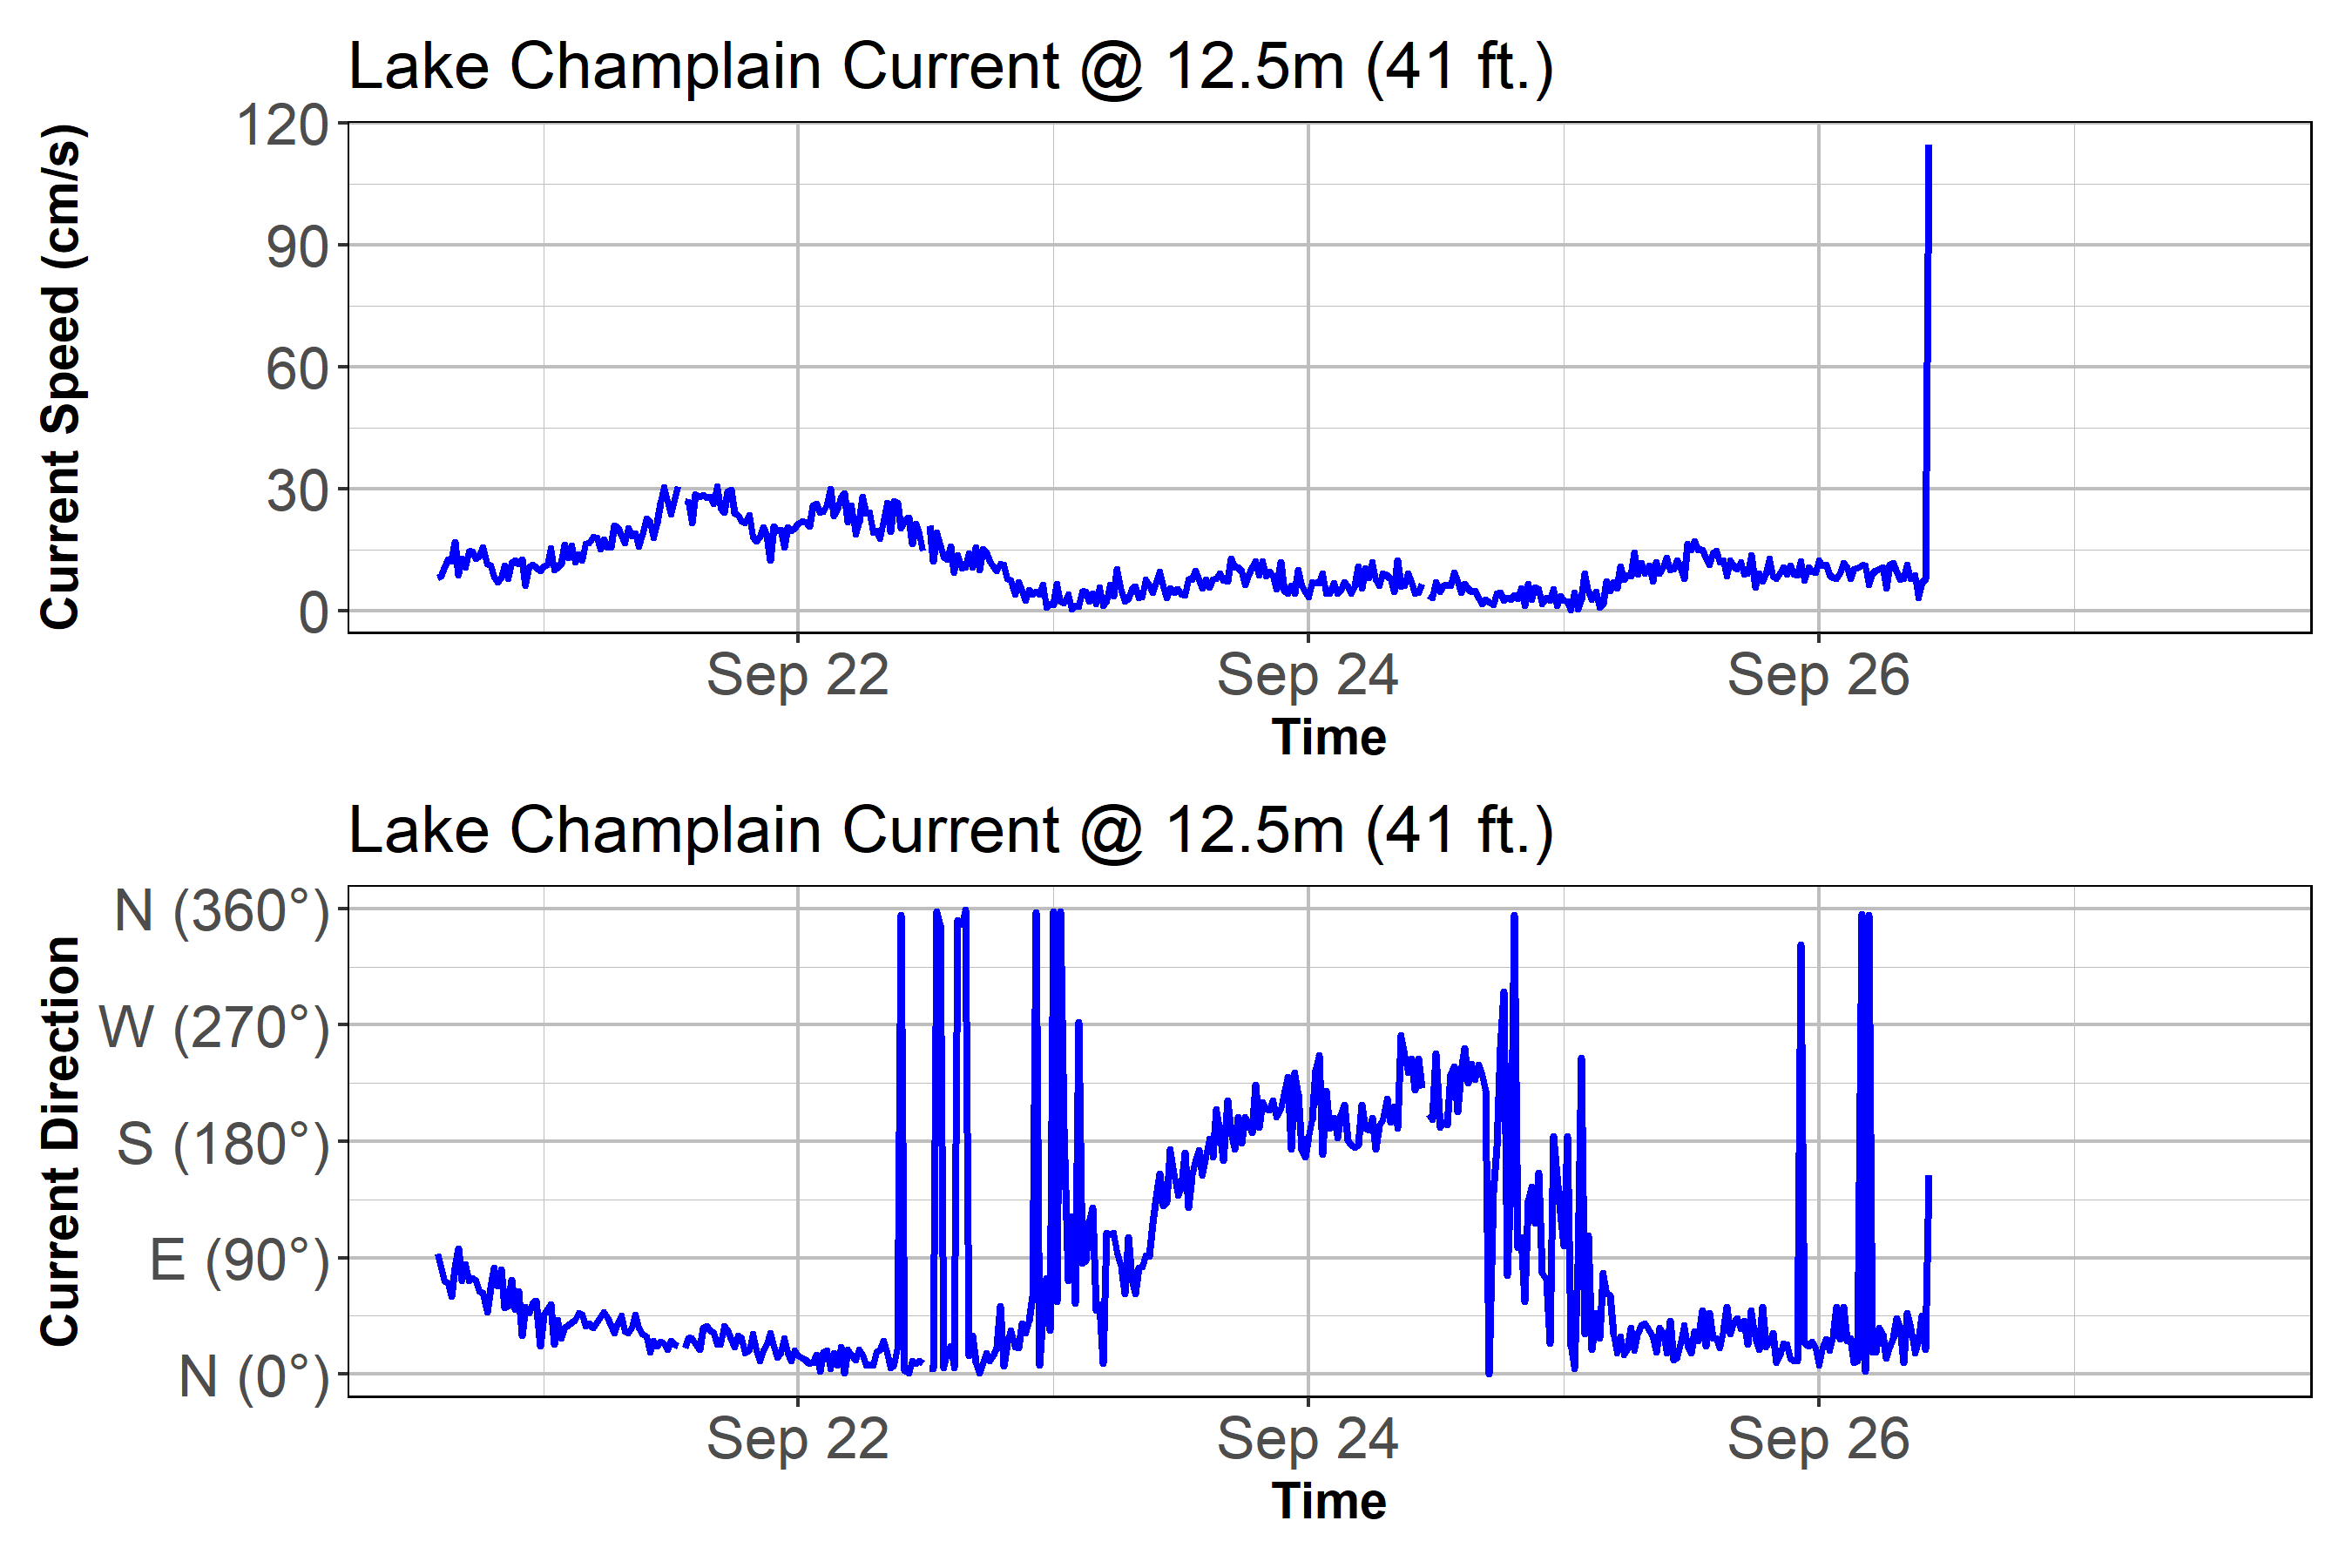 Lake Champlain Current @ 12.5m (41 ft.)
Current Speed (cm/s)
120
90
60
30
0
Sep 22 Sep 24 Sep 26
Time
Lake Champlain Current @ 12.5m (41 ft.)
Current Direction
N (360°)
W (270°)
S (180°)
E (90°)
N (0°)
Sep 22 Sep 24 Sep 26
Time